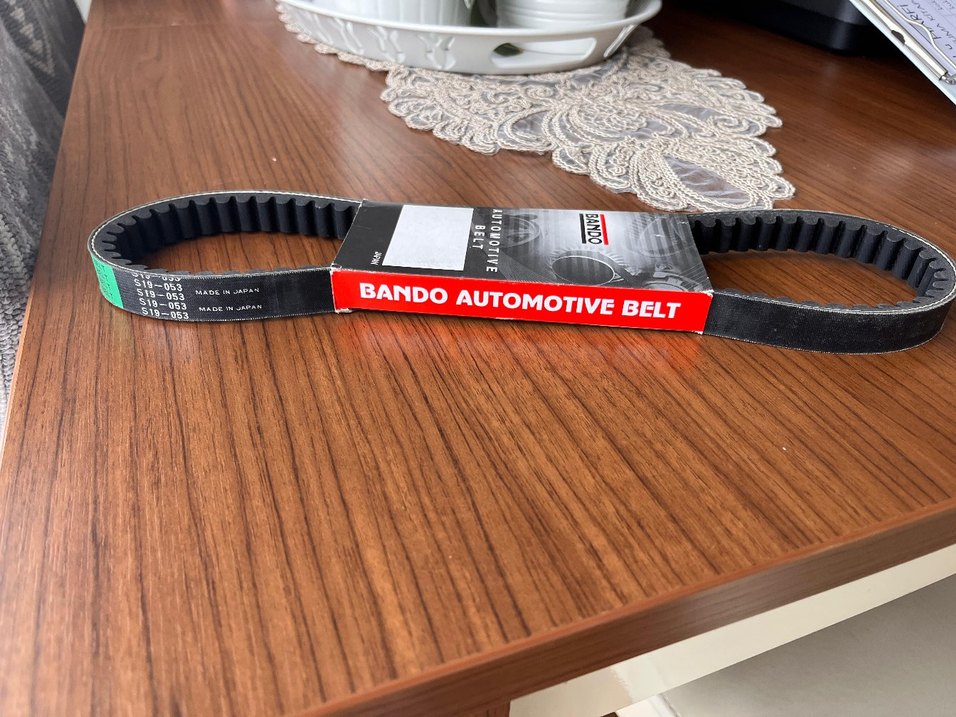 BANDO
AUTOMOTIVE
BELT
BANDO AUTOMOTIVE BELT
S19-053
S19-053 MADE IN JAPAN
S19-053
S19-053 MADE IN JAPAN
S19-053